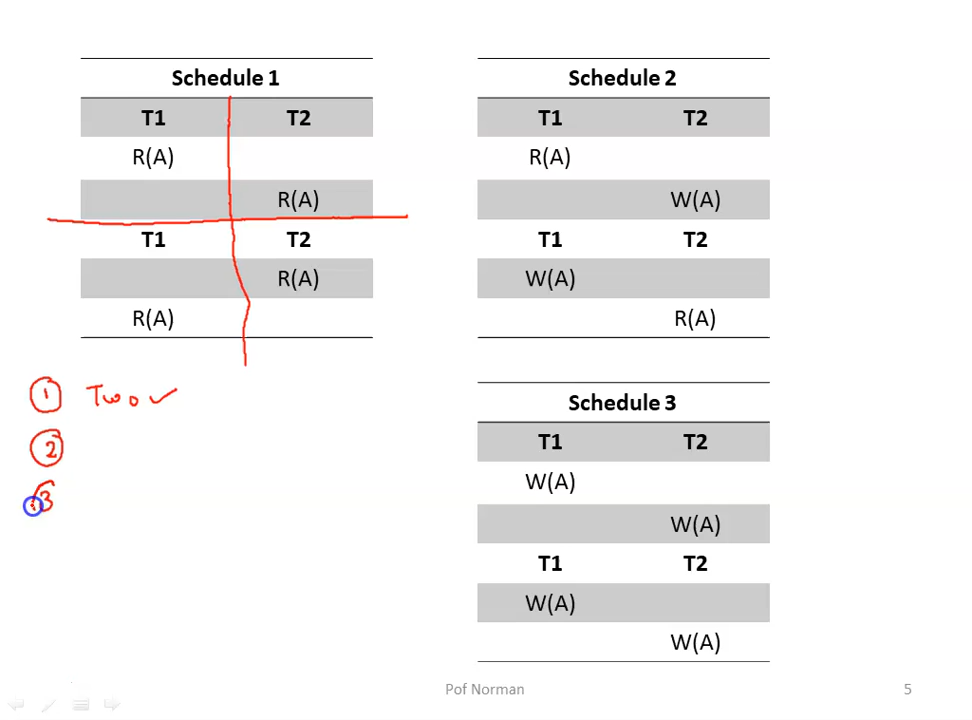 Schedule 1
T1 T2
R(A)
R(A)
T1 T2
R(A)
R(A)
1 Two
2
3
Schedule 2
T1 T2
R(A)
W(A)
T1 T2
W(A)
R(A)
Schedule 3
T1 T2
W(A)
W(A)
T1 T2
W(A)
W(A)
Pof Norman 5